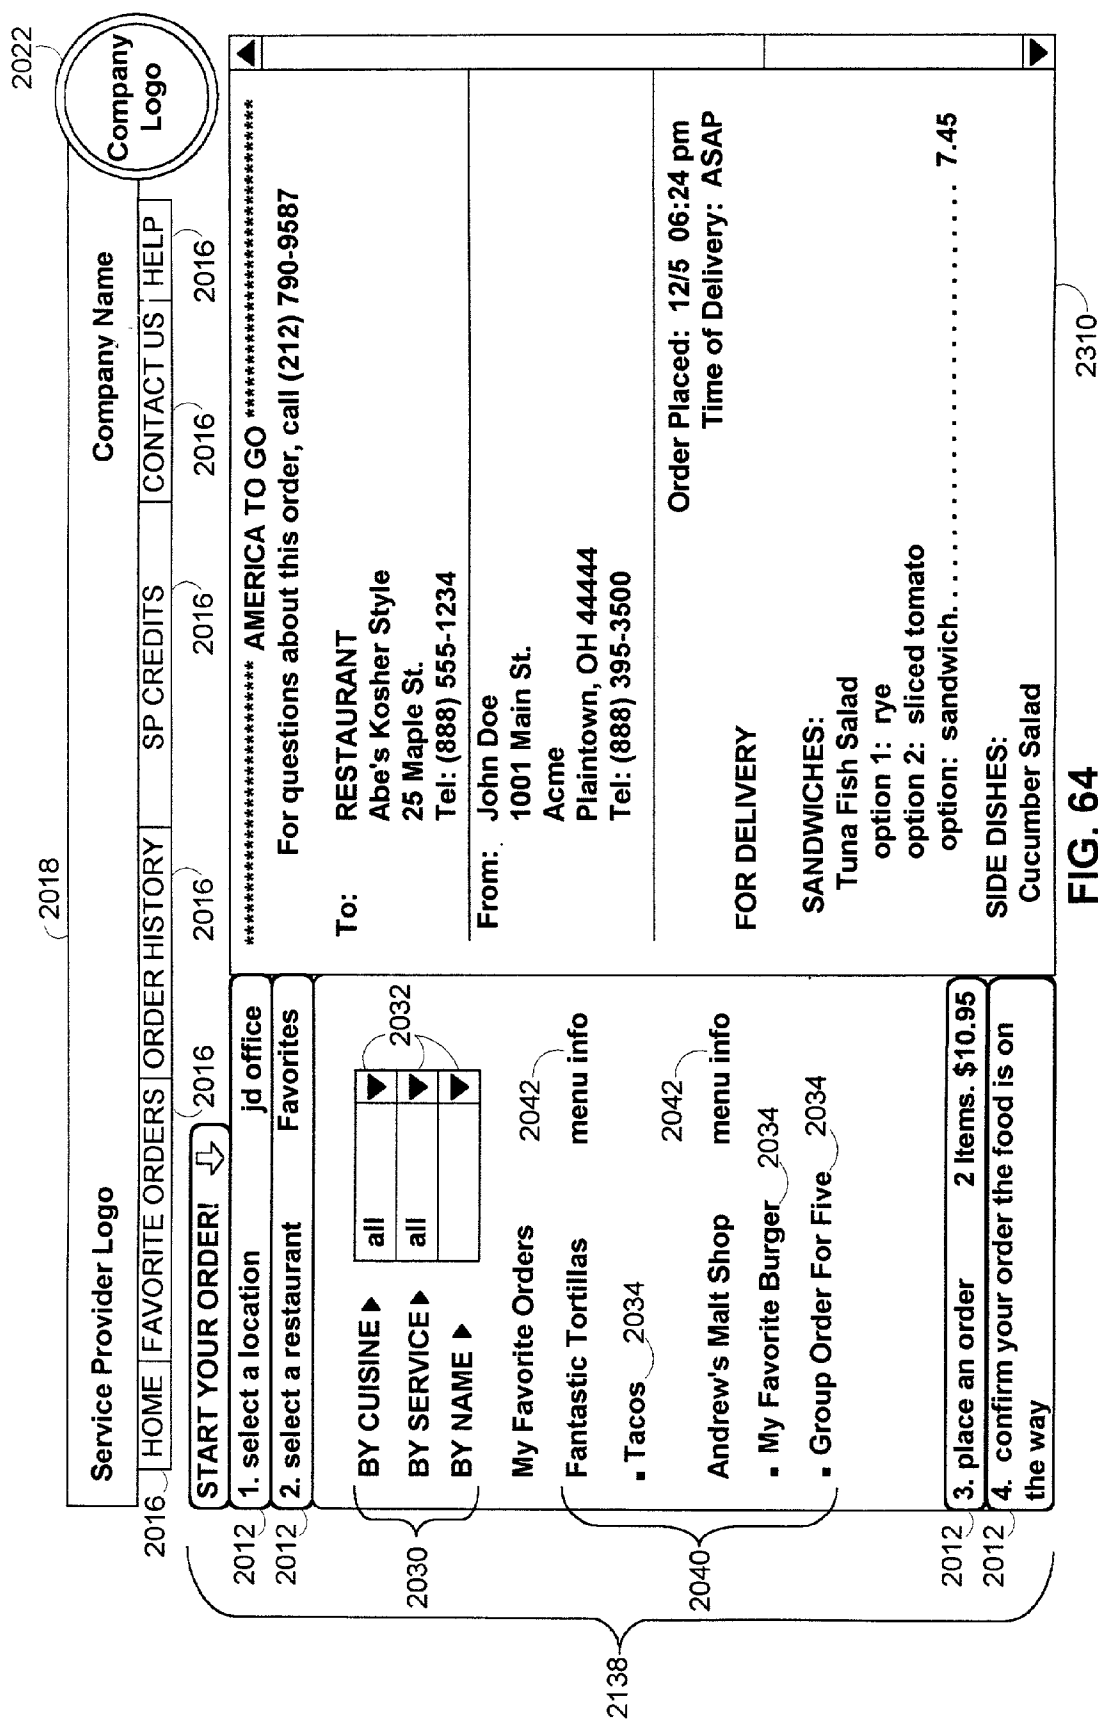 2018
2022
Service Provider Logo
Company Name
Company
Logo
2016
HOME
FAVORITE ORDERS
ORDER HISTORY
SP CREDITS
CONTACT US
HELP
2016
2016
2016
2016
2016
START YOUR ORDER!
2012
1. select a location
jd office
2012
2. select a restaurant
Favorites
2030
BY CUISINE
all
BY SERVICE
all
BY NAME
2032
My Favorite Orders
2042
Fantastic Tortillas
menu info
▪ Tacos
2034
2040
2042
Andrew's Malt Shop
menu info
▪ My Favorite Burger
2034
▪ Group Order For Five
2034
2012
3. place an order
2 Items. $10.95
2012
4. confirm your order the food is on
the way
2138
******************************* AMERICA TO GO *******************************
For questions about this order, call (212) 790-9587
To:
RESTAURANT
Abe's Kosher Style
25 Maple St.
Tel: (888) 555-1234
From:
John Doe
1001 Main St.
Acme
Plaintown, OH 44444
Tel: (888) 395-3500
Order Placed: 12/5 06:24 pm
Time of Delivery: ASAP
FOR DELIVERY
SANDWICHES:
Tuna Fish Salad
option 1: rye
option 2: sliced tomato
option: sandwich........................................ 7.45
SIDE DISHES:
Cucumber Salad
2310
FIG. 64